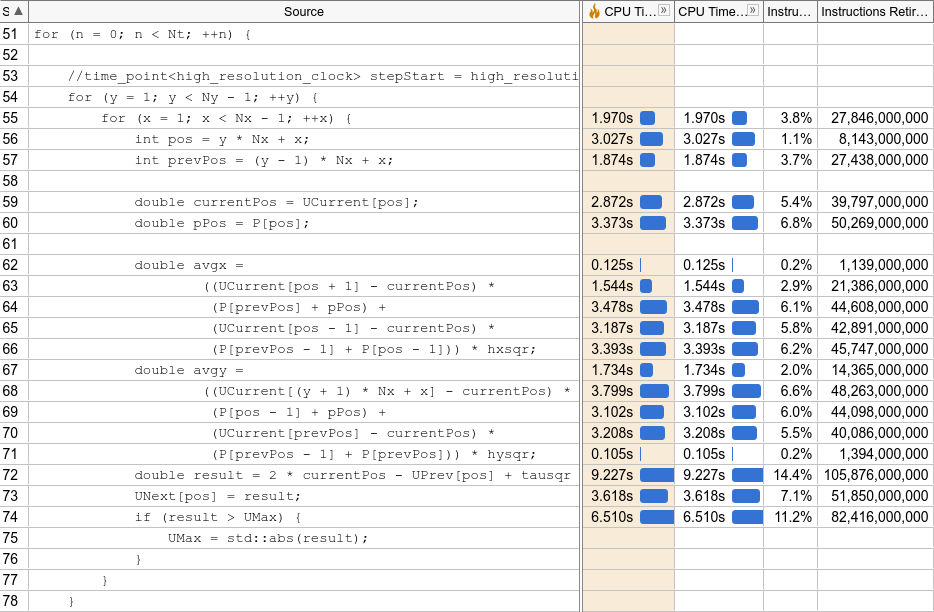 S ▲ Source 🔥 CPU Ti... » CPU Time... » Instru... Instructions Retir...
51 for (n = 0; n < Nt; ++n) {
52
53 //time_point<high_resolution_clock> stepStart = high_resoluti
54 for (y = 1; y < Ny - 1; ++y) {
55 for (x = 1; x < Nx - 1; ++x) { 1.970s 1.970s 3.8% 27,846,000,000
56 int pos = y * Nx + x; 3.027s 3.027s 1.1% 8,143,000,000
57 int prevPos = (y - 1) * Nx + x; 1.874s 1.874s 3.7% 27,438,000,000
58
59 double currentPos = UCurrent[pos]; 2.872s 2.872s 5.4% 39,797,000,000
60 double pPos = P[pos]; 3.373s 3.373s 6.8% 50,269,000,000
61
62 double avgx = 0.125s 0.125s 0.2% 1,139,000,000
63 ((UCurrent[pos + 1] - currentPos) * 1.544s 1.544s 2.9% 21,386,000,000
64 (P[prevPos] + pPos) + 3.478s 3.478s 6.1% 44,608,000,000
65 (UCurrent[pos - 1] - currentPos) * 3.187s 3.187s 5.8% 42,891,000,000
66 (P[prevPos - 1] + P[pos - 1])) * hxsqr; 3.393s 3.393s 6.2% 45,747,000,000
67 double avgy = 1.734s 1.734s 2.0% 14,365,000,000
68 ((UCurrent[(y + 1) * Nx + x] - currentPos) * 3.799s 3.799s 6.6% 48,263,000,000
69 (P[pos - 1] + pPos) + 3.102s 3.102s 6.0% 44,098,000,000
70 (UCurrent[prevPos] - currentPos) * 3.208s 3.208s 5.5% 40,086,000,000
71 (P[prevPos - 1] + P[prevPos])) * hysqr; 0.105s 0.105s 0.2% 1,394,000,000
72 double result = 2 * currentPos - UPrev[pos] + tausqr 9.227s 9.227s 14.4% 105,876,000,000
73 UNext[pos] = result; 3.618s 3.618s 7.1% 51,850,000,000
74 if (result > UMax) { 6.510s 6.510s 11.2% 82,416,000,000
75 UMax = std::abs(result);
76 }
77 }
78 }